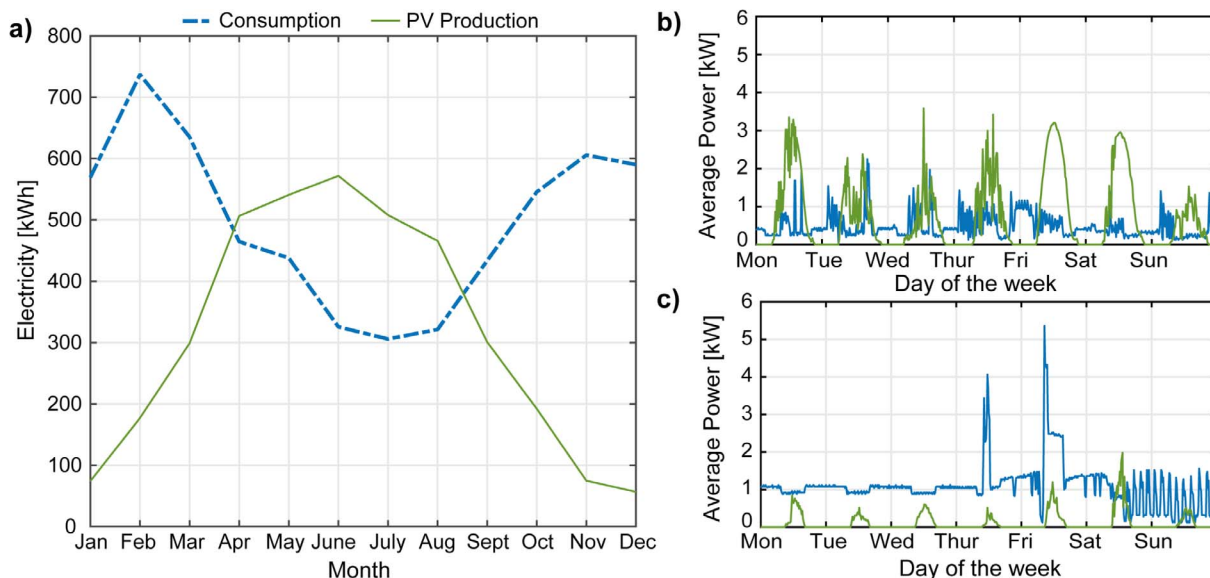 Consumption PV Production
a)
800
700
600
500
400
300
200
100
0
Electricity [kWh]
Jan Feb Mar Apr May June July Aug Sept Oct Nov Dec
Month
b)
6
5
4
3
2
1
0
Average Power [kW]
Mon Tue Wed Thur Fri Sat Sun
Day of the week
c)
6
5
4
3
2
1
0
Average Power [kW]
Mon Tue Wed Thur Fri Sat Sun
Day of the week